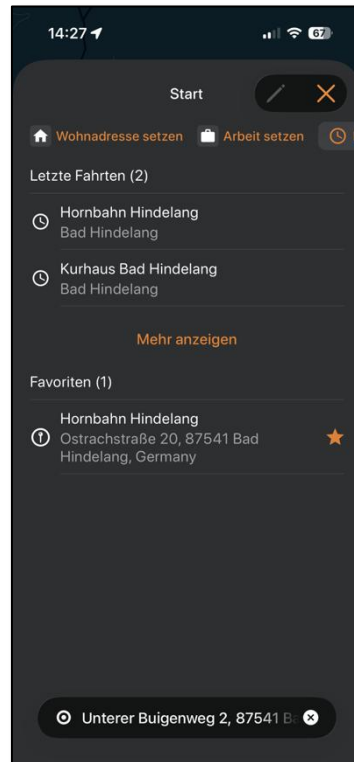 14:27
67
Start
Wohnadresse setzen Arbeit setzen
Letzte Fahrten (2)
Hornbahn Hindelang
Bad Hindelang
Kurhaus Bad Hindelang
Bad Hindelang
Mehr anzeigen
Favoriten (1)
Hornbahn Hindelang
Ostrachstraße 20, 87541 Bad
Hindelang, Germany
Unterer Buigenweg 2, 87541 B